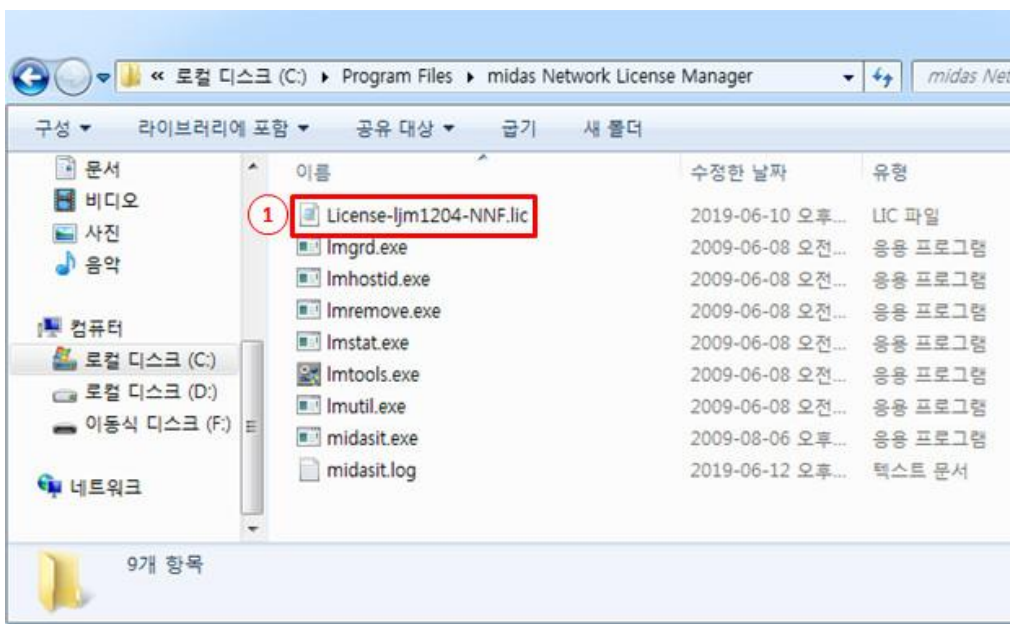 « 로컬 디스크 (C:) ▸ Program Files ▸ midas Network License Manager midas Net
구성 라이브러리에 포함 공유 대상 굽기 새 폴더
문서
비디오
사진
음악
컴퓨터
로컬 디스크 (C:)
로컬 디스크 (D:)
이동식 디스크 (F:)
네트워크
이름 수정한 날짜 유형
1 License-ljm1204-NNF.lic 2019-06-10 오후... LIC 파일
lmgrd.exe 2009-06-08 오전... 응용 프로그램
lmhostid.exe 2009-06-08 오전... 응용 프로그램
lmremove.exe 2009-06-08 오전... 응용 프로그램
lmstat.exe 2009-06-08 오전... 응용 프로그램
lmtools.exe 2009-06-08 오전... 응용 프로그램
lmutil.exe 2009-06-08 오전... 응용 프로그램
midasit.exe 2009-08-06 오후... 응용 프로그램
midasit.log 2019-06-12 오후... 텍스트 문서
9개 항목